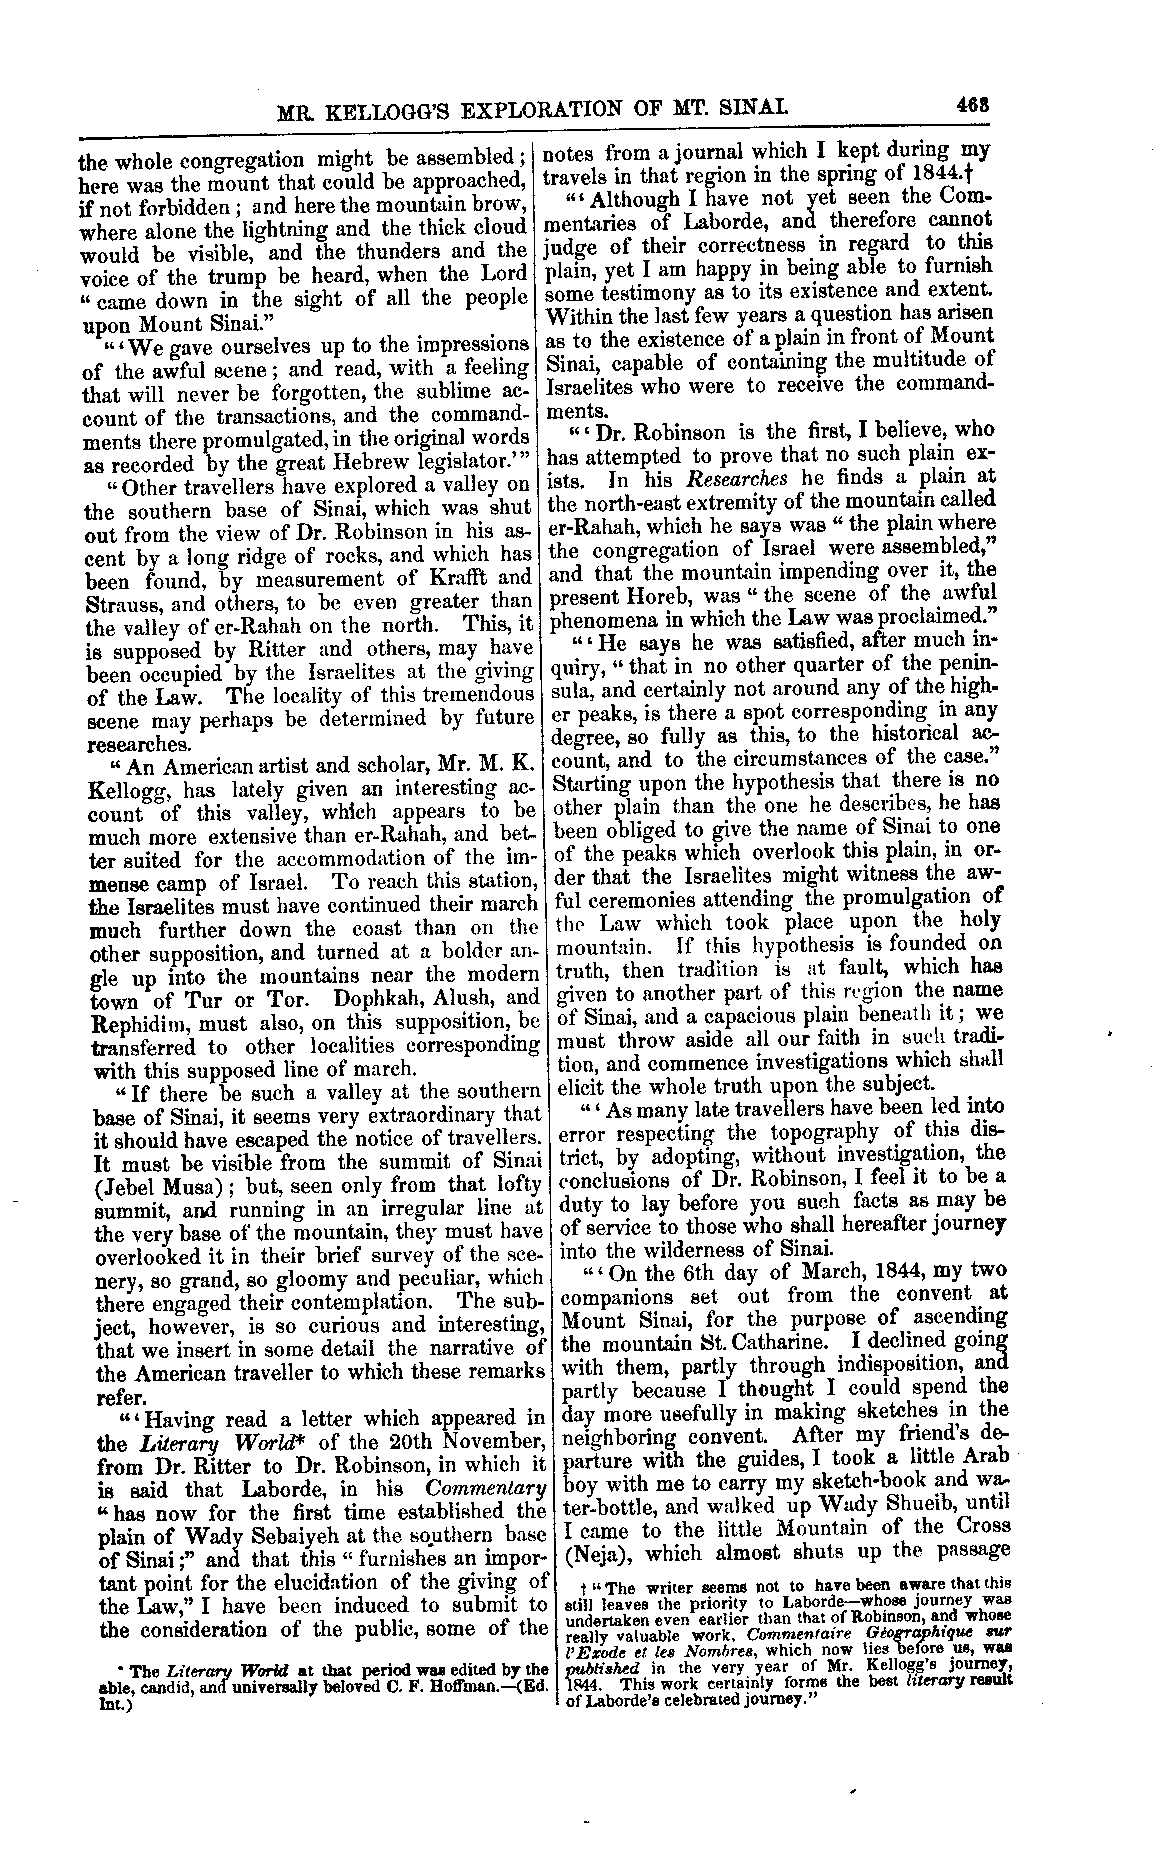 MR. KELLOGG'S EXPLORATION OF MT. SINAI. 463
the whole congregation might be assembled;
here was the mount that could be approached,
if not forbidden; and here the mountain brow,
where alone the lightning and the thick cloud
would be visible, and the thunders and the
voice of the trump be heard, when the Lord
"came down in the sight of all the people
upon Mount Sinai."
"'We gave ourselves up to the impressions
of the awful scene; and read, with a feeling
that will never be forgotten, the sublime ac-
count of the transactions, and the command-
ments there promulgated, in the original words
as recorded by the great Hebrew legislator.'"
"Other travellers have explored a valley on
the southern base of Sinai, which was shut
out from the view of Dr. Robinson in his as-
cent by a long ridge of rocks, and which has
been found, by measurement of Krafft and
Strauss, and others, to be even greater than
the valley of er-Rahah on the north. This, it
is supposed by Ritter and others, may have
been occupied by the Israelites at the giving
of the Law. The locality of this tremendous
scene may perhaps be determined by future
researches.
"An American artist and scholar, Mr. M. K.
Kellogg, has lately given an interesting ac-
count of this valley, which appears to be
much more extensive than er-Rahah, and bet-
ter suited for the accommodation of the im-
mense camp of Israel. To reach this station,
the Israelites must have continued their march
much further down the coast than on the
other supposition, and turned at a bolder an-
gle up into the mountains near the modern
town of Tur or Tor. Dophkah, Alush, and
Rephidim, must also, on this supposition, be
transferred to other localities corresponding
with this supposed line of march.
"If there be such a valley at the southern
base of Sinai, it seems very extraordinary that
it should have escaped the notice of travellers.
It must be visible from the summit of Sinai
(Jebel Musa); but, seen only from that lofty
summit, and running in an irregular line at
the very base of the mountain, they must have
overlooked it in their brief survey of the sce-
nery, so grand, so gloomy and peculiar, which
there engaged their contemplation. The sub-
ject, however, is so curious and interesting,
that we insert in some detail the narrative of
the American traveller to which these remarks
refer.
"'Having read a letter which appeared in
the Literary World* of the 20th November,
from Dr. Ritter to Dr. Robinson, in which it
is said that Laborde, in his Commentary
"has now for the first time established the
plain of Wady Sebaiyeh at the southern base
of Sinai;" and that this "furnishes an impor-
tant point for the elucidation of the giving of
the Law," I have been induced to submit to
the consideration of the public, some of the
* The Literary World at that period was edited by the
able, candid, and universally beloved C. F. Hoffman.—(Ed.
Int.)
notes from a journal which I kept during my
travels in that region in the spring of 1844.†
"'Although I have not yet seen the Com-
mentaries of Laborde, and therefore cannot
judge of their correctness in regard to this
plain, yet I am happy in being able to furnish
some testimony as to its existence and extent.
Within the last few years a question has arisen
as to the existence of a plain in front of Mount
Sinai, capable of containing the multitude of
Israelites who were to receive the command-
ments.
"'Dr. Robinson is the first, I believe, who
has attempted to prove that no such plain ex-
ists. In his Researches he finds a plain at
the north-east extremity of the mountain called
er-Rahah, which he says was "the plain where
the congregation of Israel were assembled,"
and that the mountain impending over it, the
present Horeb, was "the scene of the awful
phenomena in which the Law was proclaimed."
"'He says he was satisfied, after much in-
quiry, "that in no other quarter of the penin-
sula, and certainly not around any of the high-
er peaks, is there a spot corresponding in any
degree, so fully as this, to the historical ac-
count, and to the circumstances of the case."
Starting upon the hypothesis that there is no
other plain than the one he describes, he has
been obliged to give the name of Sinai to one
of the peaks which overlook this plain, in or-
der that the Israelites might witness the aw-
ful ceremonies attending the promulgation of
the Law which took place upon the holy
mountain. If this hypothesis is founded on
truth, then tradition is at fault, which has
given to another part of this region the name
of Sinai, and a capacious plain beneath it; we
must throw aside all our faith in such tradi-
tion, and commence investigations which shall
elicit the whole truth upon the subject.
"'As many late travellers have been led into
error respecting the topography of this dis-
trict, by adopting, without investigation, the
conclusions of Dr. Robinson, I feel it to be a
duty to lay before you such facts as may be
of service to those who shall hereafter journey
into the wilderness of Sinai.
"'On the 6th day of March, 1844, my two
companions set out from the convent at
Mount Sinai, for the purpose of ascending
the mountain St. Catharine. I declined going
with them, partly through indisposition, and
partly because I thought I could spend the
day more usefully in making sketches in the
neighboring convent. After my friend's de-
parture with the guides, I took a little Arab
boy with me to carry my sketch-book and wa-
ter-bottle, and walked up Wady Shueib, until
I came to the little Mountain of the Cross
(Neja), which almost shuts up the passage
† "The writer seems not to have been aware that this
still leaves the priority to Laborde—whose journey was
undertaken even earlier than that of Robinson, and whose
really valuable work, Commentaire Géographique sur
l'Exode et les Nombres, which now lies before us, was
published in the very year of Mr. Kellogg's journey,
1844. This work certainly forms the best literary result
of Laborde's celebrated journey."